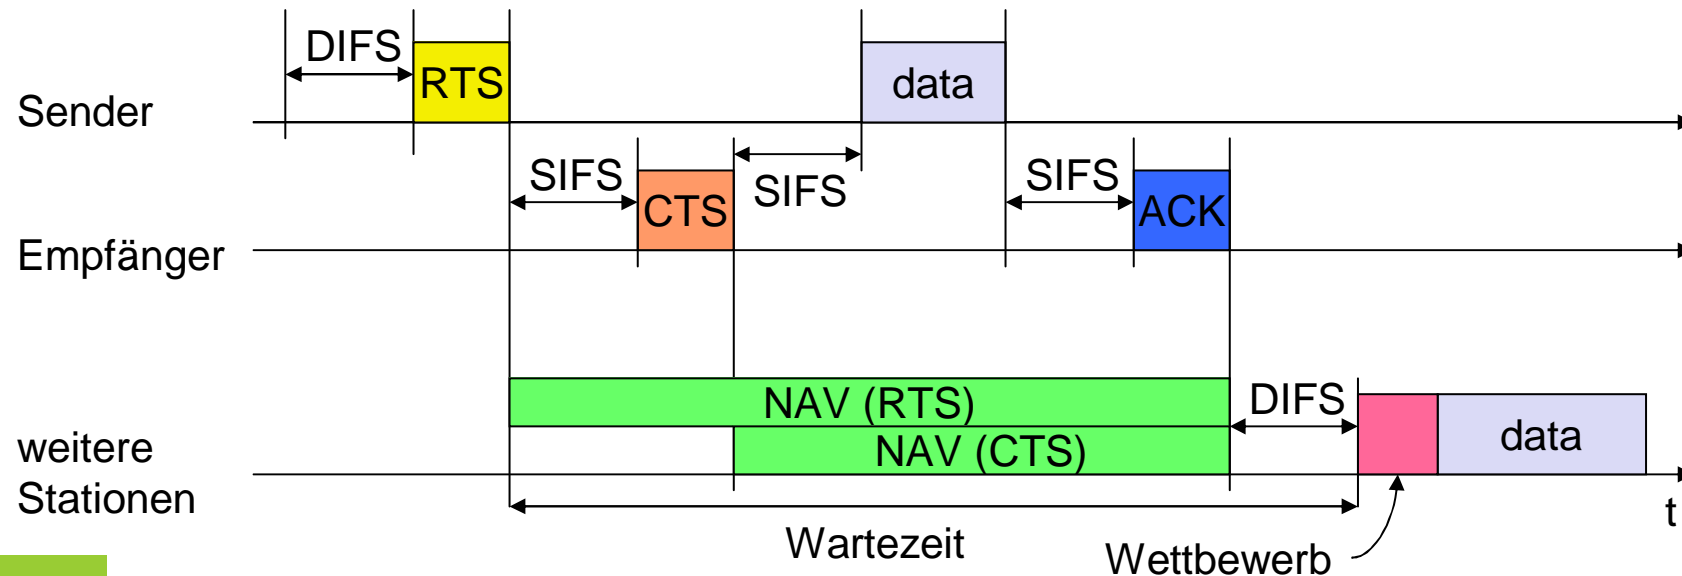 DIFS
RTS
data
Sender
SIFS
CTS
SIFS
SIFS
ACK
Empfänger
NAV (RTS)
DIFS
NAV (CTS)
data
weitere
Stationen
t
Wartezeit
Wettbewerb